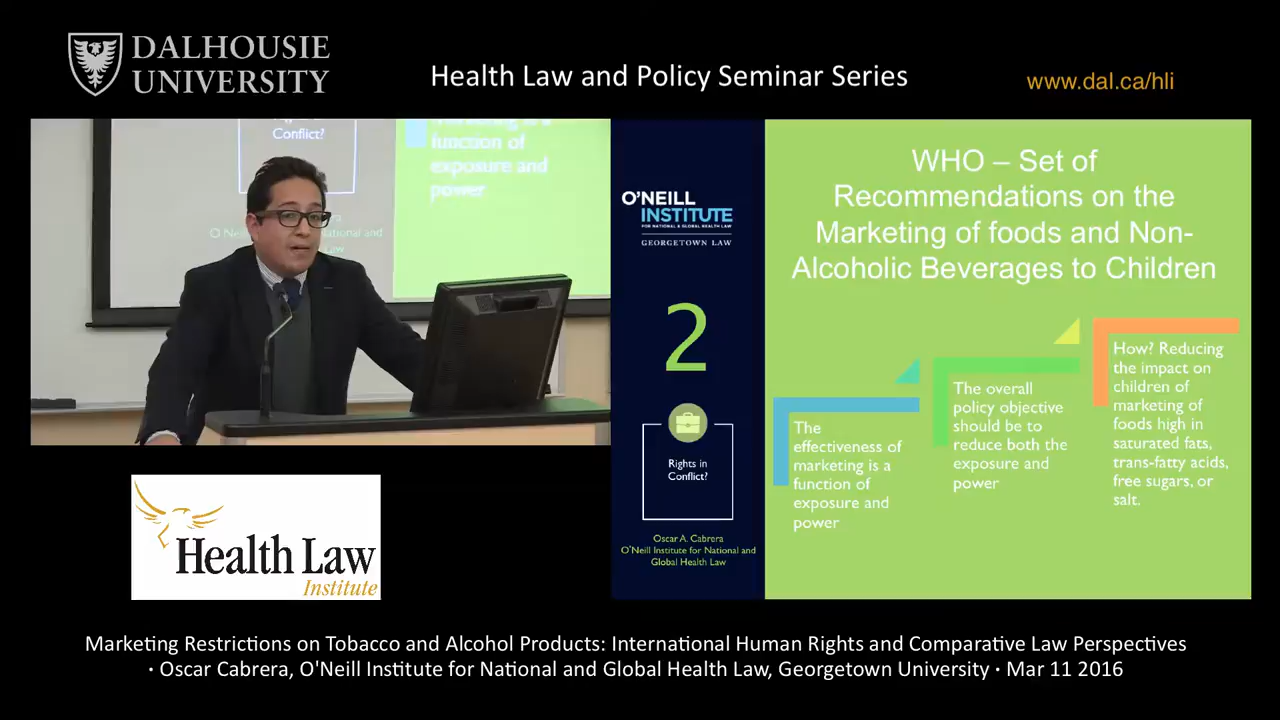 DALHOUSIE
UNIVERSITY
Health Law and Policy Seminar Series
www.dal.ca/hli
Conflict?
function of
exposure and
power
O'NEILL
INSTITUTE
FOR NATIONAL & GLOBAL HEALTH LAW
GEORGETOWN LAW
2
Rights in
Conflict?
Oscar A. Cabrera
O'Neill Institute for National and
Global Health Law
WHO – Set of
Recommendations on the
Marketing of foods and Non-
Alcoholic Beverages to Children
The
effectiveness of
marketing is a
function of
exposure and
power
The overall
policy objective
should be to
reduce both the
exposure and
power
How? Reducing
the impact on
children of
marketing of
foods high in
saturated fats,
trans-fatty acids,
free sugars, or
salt.
Health Law
Institute
Marketing Restrictions on Tobacco and Alcohol Products: International Human Rights and Comparative Law Perspectives
· Oscar Cabrera, O'Neill Institute for National and Global Health Law, Georgetown University · Mar 11 2016